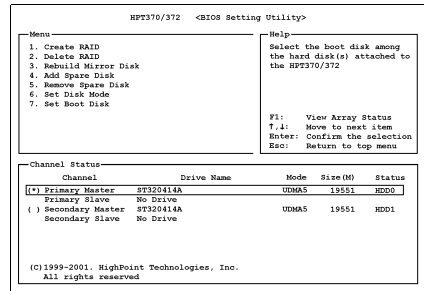 HPT370/372 <BIOS Setting Utility>
Menu
1. Create RAID
2. Delete RAID
3. Rebuild Mirror Disk
4. Add Spare Disk
5. Remove Spare Disk
6. Set Disk Mode
7. Set Boot Disk
Help
Select the boot disk among
the hard disk(s) attached to
the HPT370/372
F1: View Array Status
↑,↓: Move to next item
Enter: Confirm the selection
Esc: Return to top menu
Channel Status
Channel Drive Name Mode Size(M) Status
(*) Primary Master ST320414A UDMA5 19551 HDD0
Primary Slave No Drive
( ) Secondary Master ST320414A UDMA5 19551 HDD1
Secondary Slave No Drive
(C)1999-2001. HighPoint Technologies, Inc.
All rights reserved